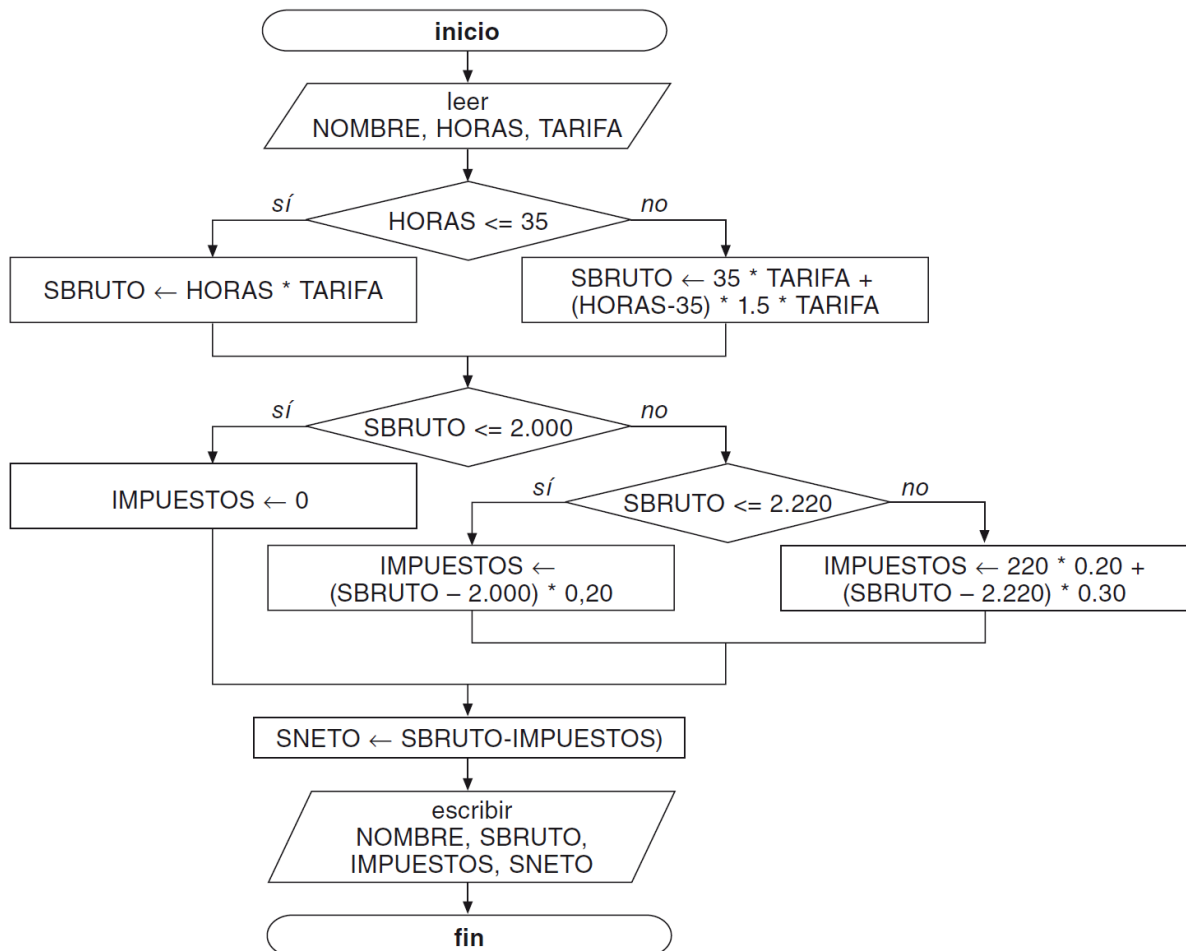 inicio
leer
NOMBRE, HORAS, TARIFA
sí
no
HORAS <= 35
SBRUTO ← HORAS * TARIFA
SBRUTO ← 35 * TARIFA +
(HORAS-35) * 1.5 * TARIFA
sí
no
SBRUTO <= 2.000
IMPUESTOS ← 0
sí
no
SBRUTO <= 2.220
IMPUESTOS ←
(SBRUTO – 2.000) * 0,20
IMPUESTOS ← 220 * 0.20 +
(SBRUTO – 2.220) * 0.30
SNETO ← SBRUTO-IMPUESTOS)
escribir
NOMBRE, SBRUTO,
IMPUESTOS, SNETO
fin